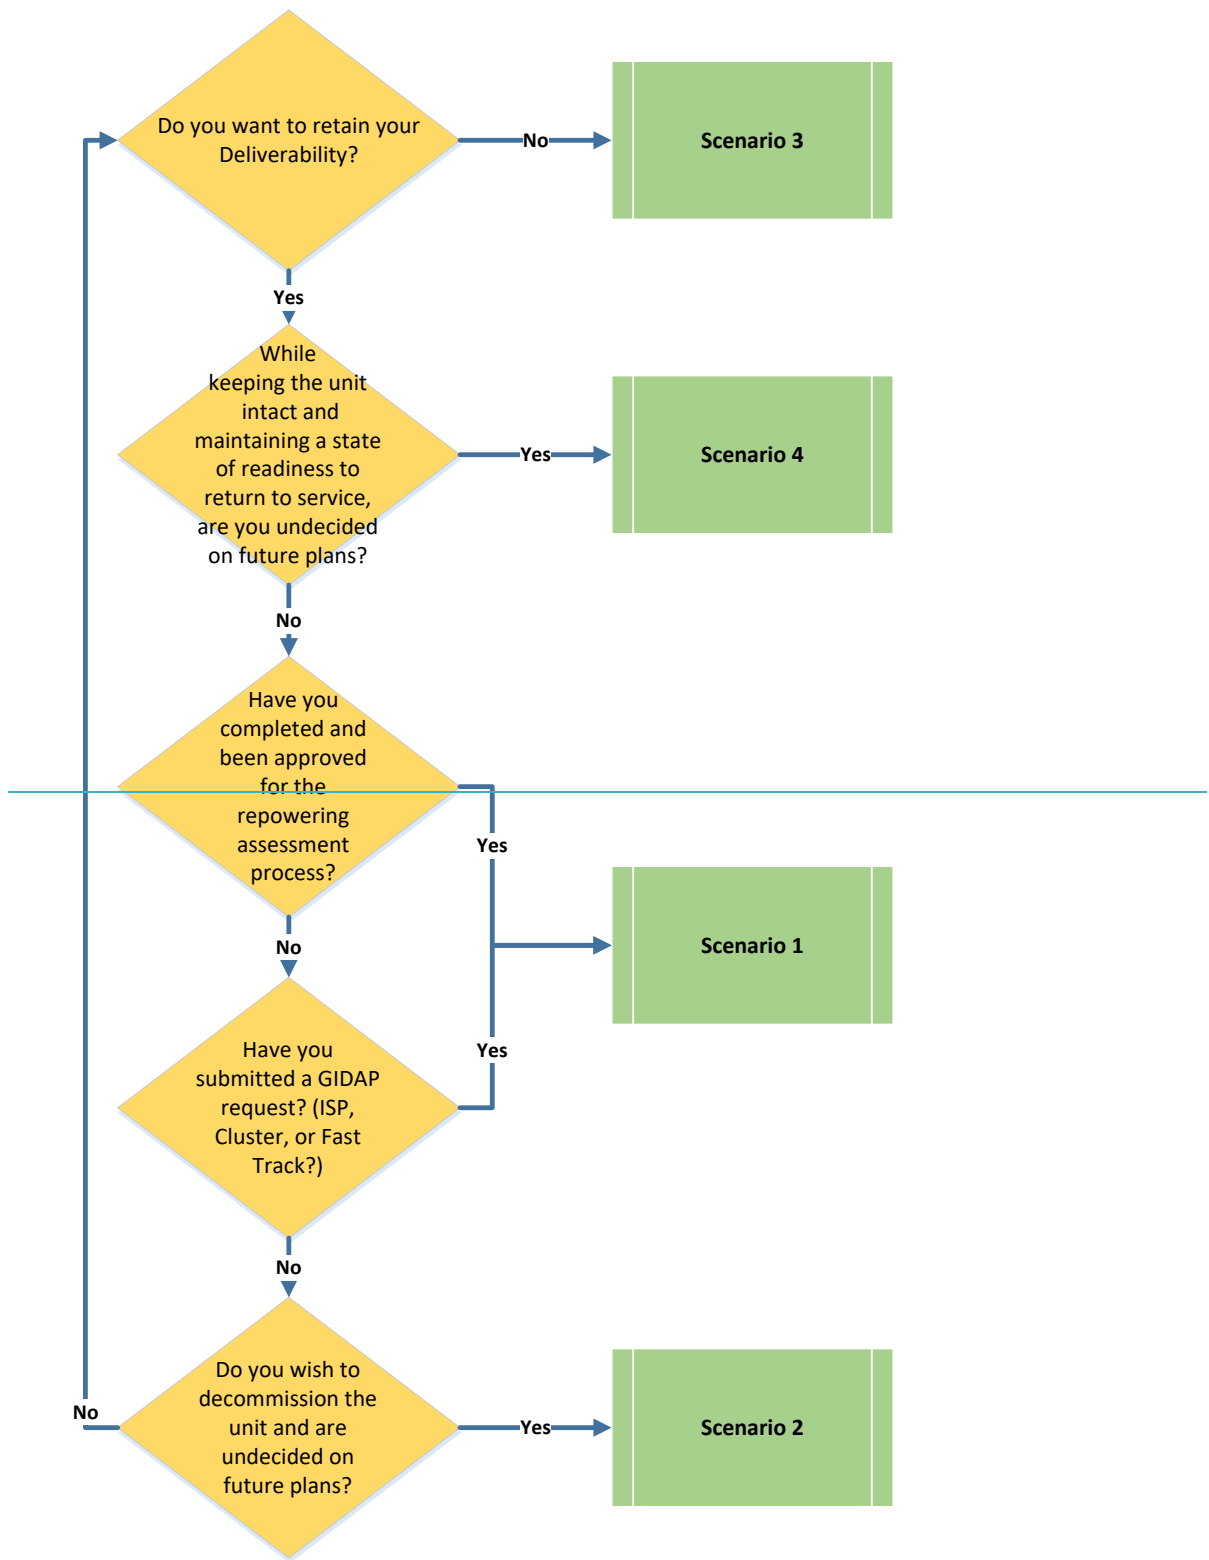 Do you want to retain your
Deliverability?
No
Scenario 3
Yes
While
keeping the unit
intact and
maintaining a state
of readiness to
return to service,
are you undecided
on future plans?
Yes
Scenario 4
No
Have you
completed and
been approved
for the
repowering
assessment
process?
Yes
Scenario 1
No
Have you
submitted a GIDAP
request? (ISP,
Cluster, or Fast
Track?)
Yes
No
Do you wish to
decommission the
unit and are
undecided on
future plans?
No
Yes
Scenario 2